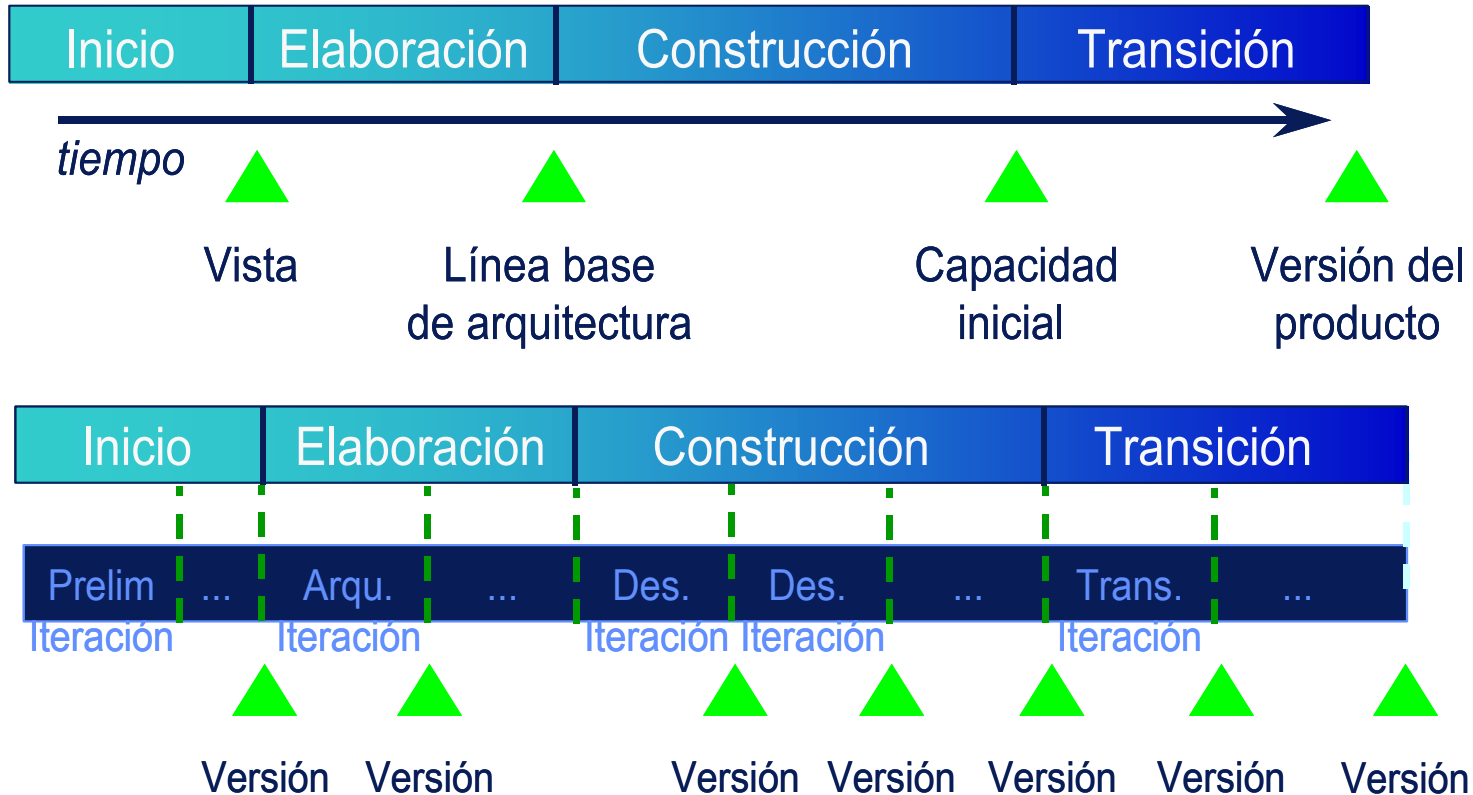 Inicio Elaboración Construcción Transición
tiempo
Vista Línea base Capacidad Versión del
de arquitectura inicial producto
Inicio Elaboración Construcción Transición
Prelim ... Arqu. ... Des. Des. ... Trans. ...
Iteración Iteración Iteración Iteración Iteración
Versión Versión Versión Versión Versión Versión Versión